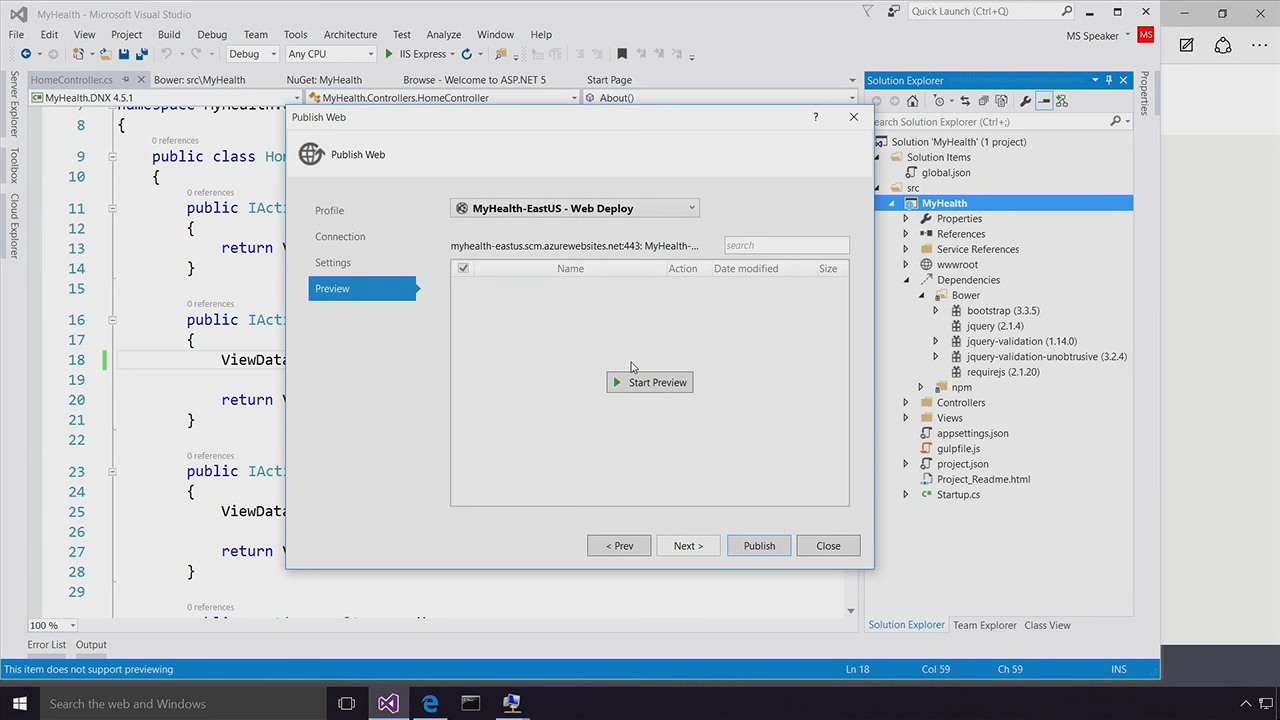 MyHealth - Microsoft Visual Studio
Quick Launch (Ctrl+Q)
File Edit View Project Build Debug Team Tools Architecture Test Analyze Window Help
MS Speaker
MS
Debug
Any CPU
IIS Express
HomeController.cs
Bower: src\MyHealth
NuGet: MyHealth
Browse - Welcome to ASP.NET 5
Start Page
MyHealth.DNX 4.5.1
MyHealth.Controllers.HomeController
About()
Server Explorer
Toolbox
Cloud Explorer
8 {
0 references
9 public class Ho
10 {
0 references
11 public IActi
12 {
13 return V
14 }
15
0 references
16 public IActi
17 {
18 ViewData
19
20 return V
21 }
22
0 references
23 public IActi
24 {
25 ViewData
26
27 return V
28 }
29
0 references
100 %
Publish Web
?
Publish Web
Profile
Connection
Settings
Preview
MyHealth-EastUS - Web Deploy
myhealth-eastus.scm.azurewebsites.net:443: MyHealth-...
search
Name Action Date modified Size
Start Preview
< Prev
Next >
Publish
Close
Solution Explorer
earch Solution Explorer (Ctrl+;)
Solution 'MyHealth' (1 project)
Solution Items
global.json
src
MyHealth
Properties
References
Service References
wwwroot
Dependencies
Bower
bootstrap (3.3.5)
jquery (2.1.4)
jquery-validation (1.14.0)
jquery-validation-unobtrusive (3.2.4)
requirejs (2.1.20)
npm
Controllers
Views
appsettings.json
gulpfile.js
project.json
Project_Readme.html
Startup.cs
Solution Explorer Team Explorer Class View
Properties
Error List Output
This item does not support previewing
Ln 18 Col 59 Ch 59 INS
Search the web and Windows